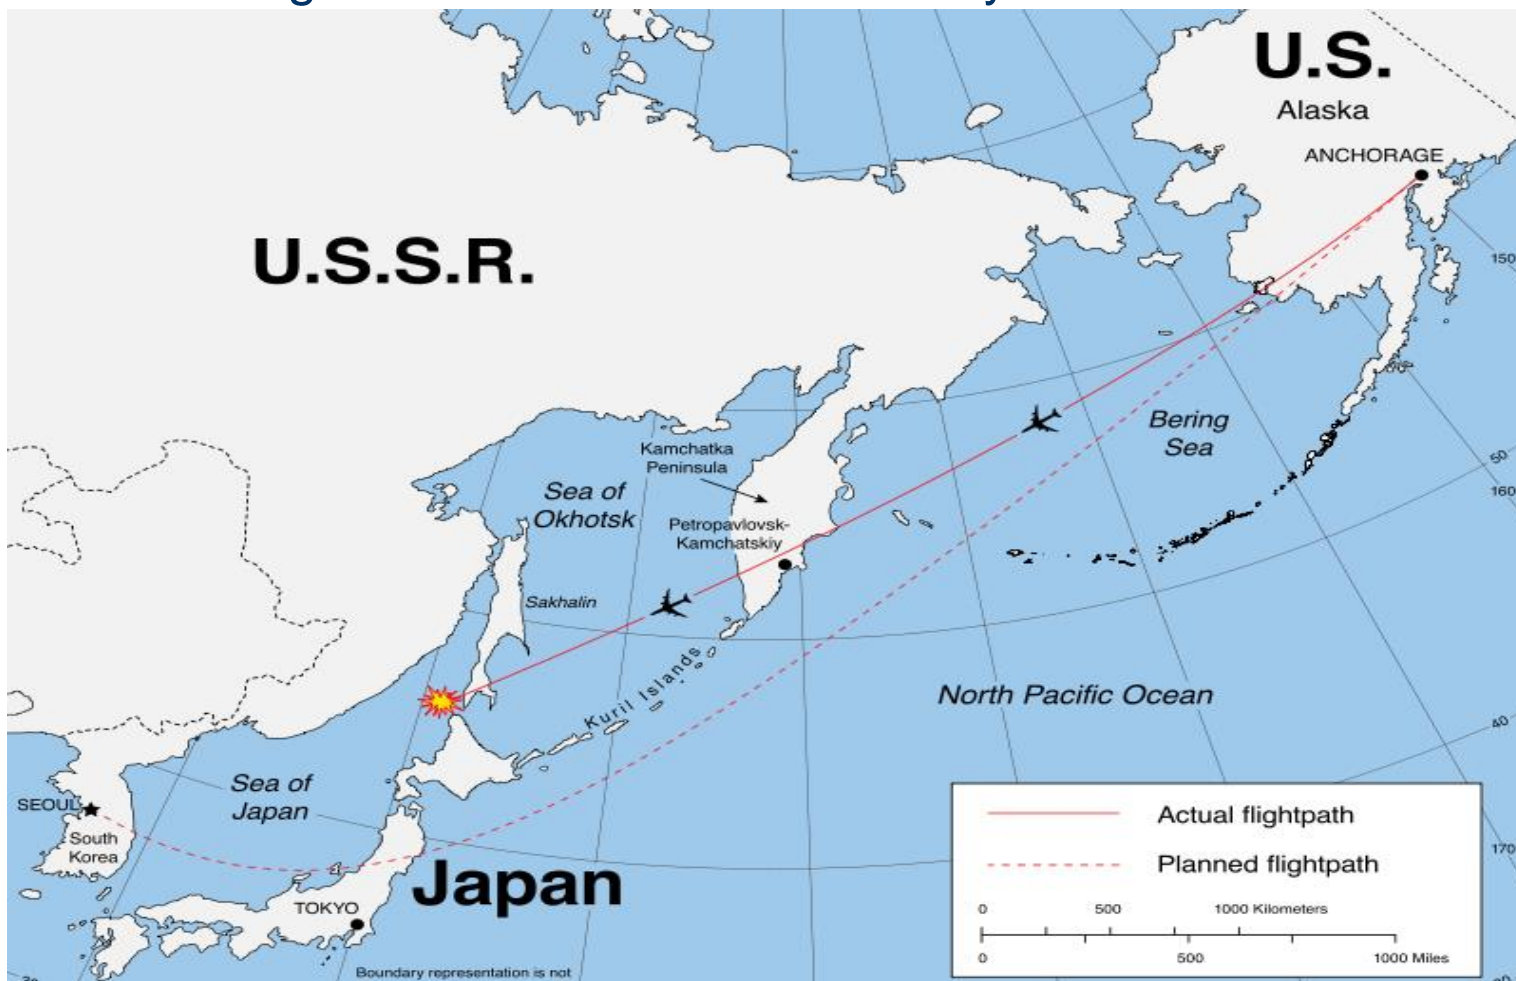 U.S.
Alaska
ANCHORAGE
U.S.S.R.
150
Bering
Sea
Kamchatka
Peninsula
50
160
Sea of
Okhotsk
Petropavlovsk-
Kamchatskiy
Sakhalin
Kuril Islands
North Pacific Ocean
40
Sea of
Japan
SEOUL
South
Korea
170
Japan
TOKYO
Actual flightpath
Planned flightpath
0 500 1000 Kilometers
0 500 1000 Miles
Boundary representation is not